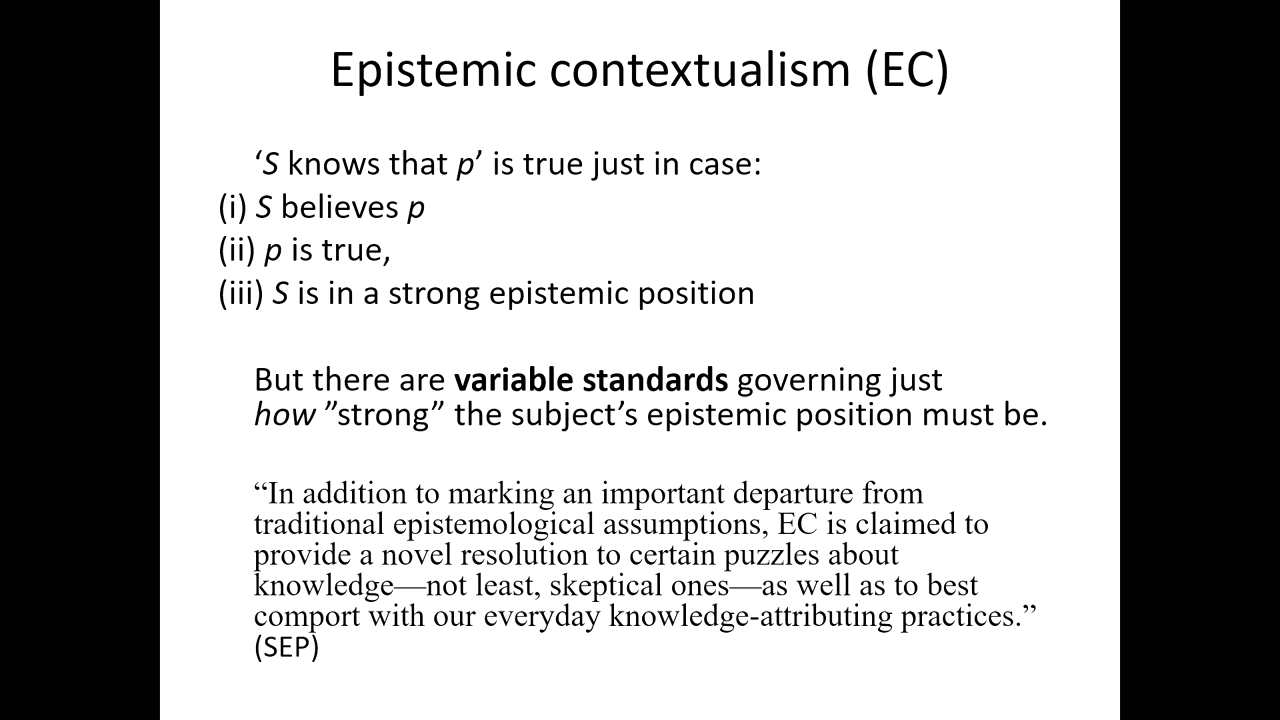 Epistemic contextualism (EC)
‘S knows that p’ is true just in case:
(i) S believes p
(ii) p is true,
(iii) S is in a strong epistemic position
But there are variable standards governing just
how ”strong” the subject’s epistemic position must be.
“In addition to marking an important departure from
traditional epistemological assumptions, EC is claimed to
provide a novel resolution to certain puzzles about
knowledge—not least, skeptical ones—as well as to best
comport with our everyday knowledge-attributing practices.”
(SEP)